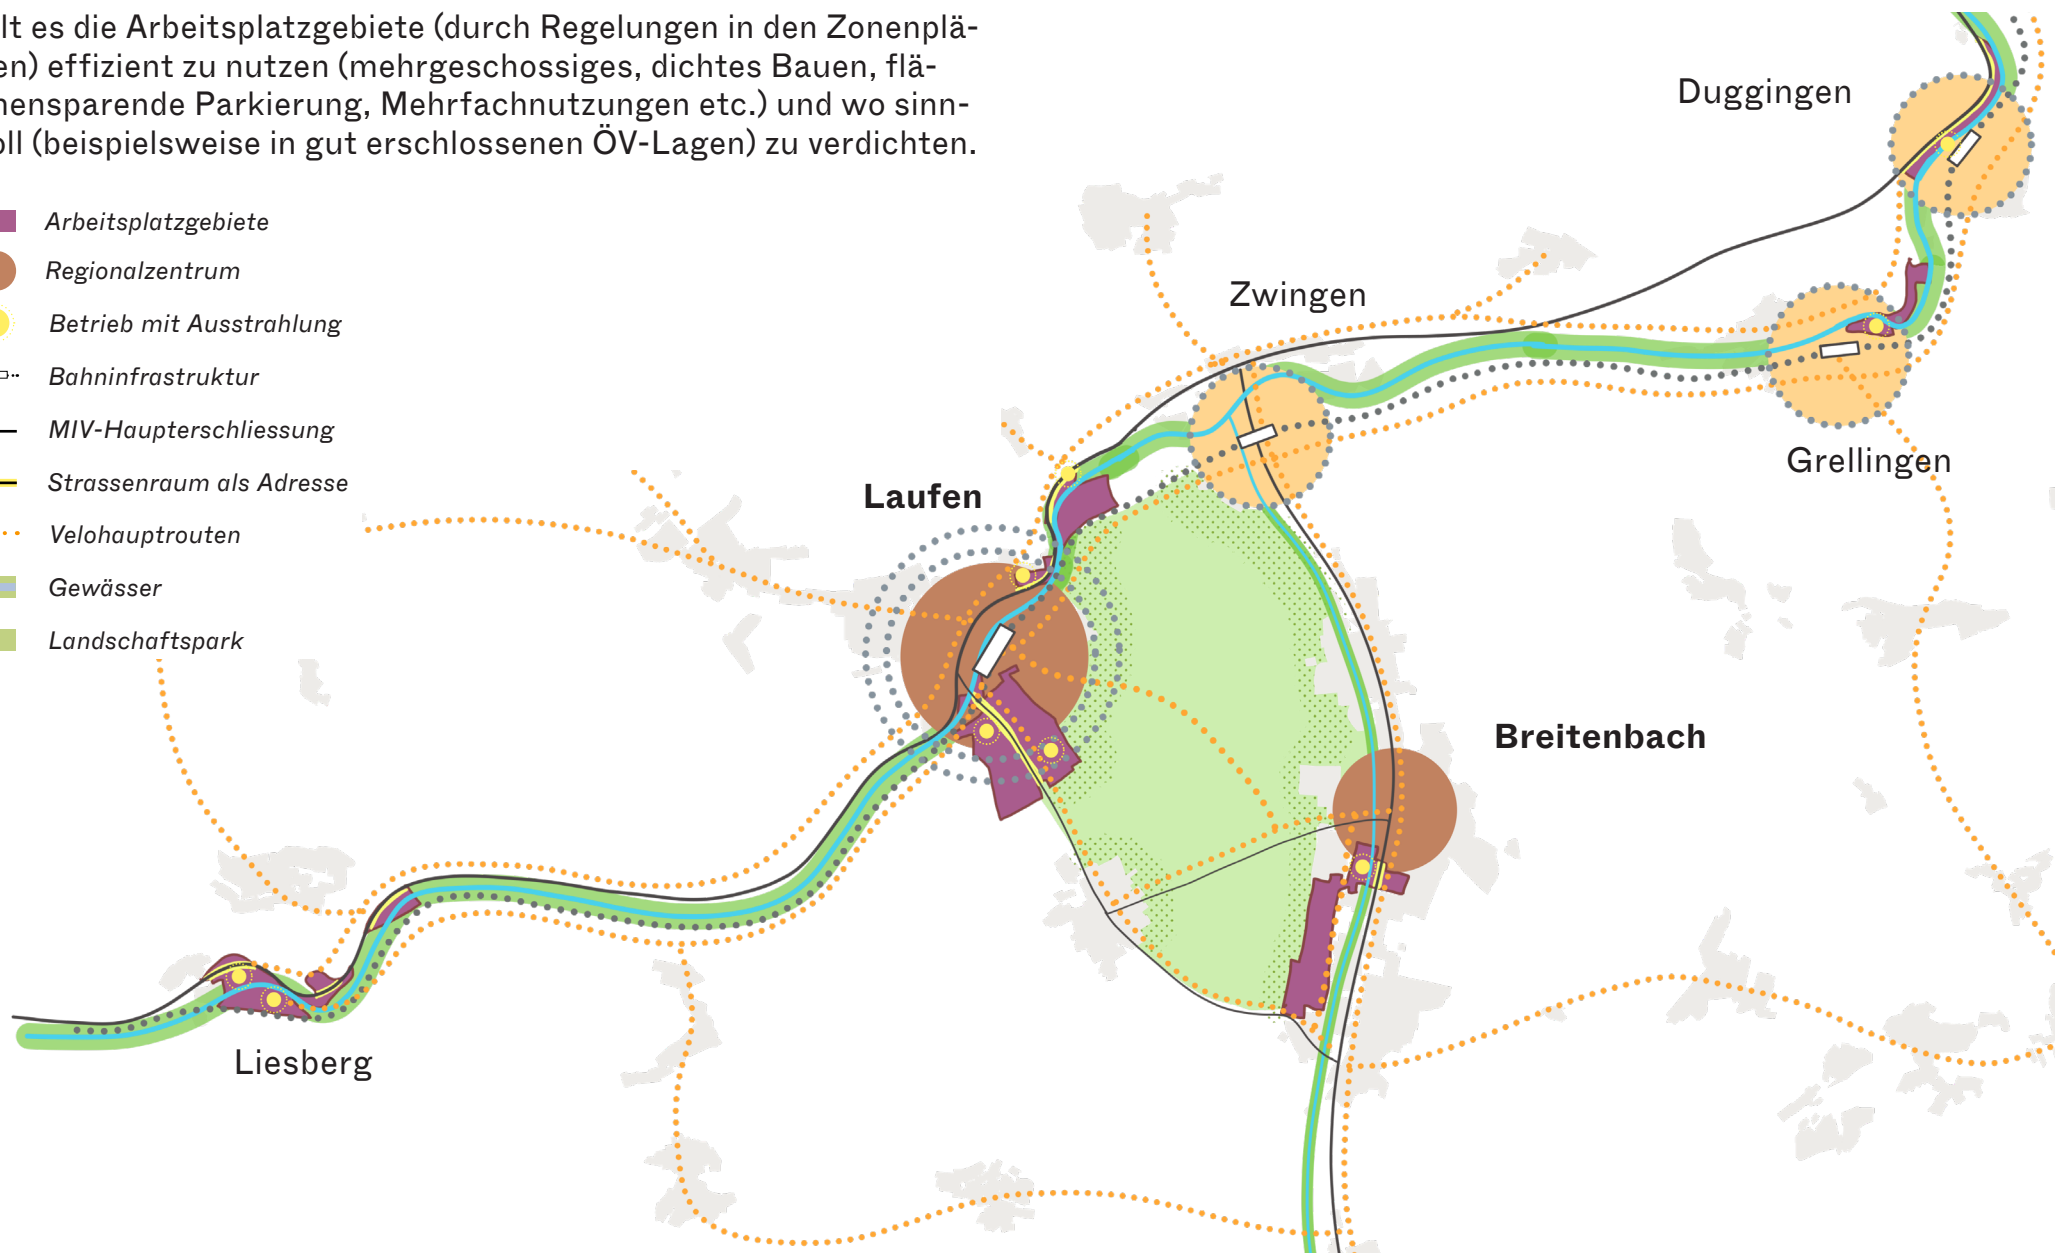 lt es die Arbeitsplatzgebiete (durch Regelungen in den Zonenplä-
en) effizient zu nutzen (mehrgeschossiges, dichtes Bauen, flä-
hensparende Parkierung, Mehrfachnutzungen etc.) und wo sinn-
oll (beispielsweise in gut erschlossenen ÖV-Lagen) zu verdichten.
Arbeitsplatzgebiete
Regionalzentrum
Betrieb mit Ausstrahlung
Bahninfrastruktur
MIV-Haupterschliessung
Strassenraum als Adresse
Velohauptrouten
Gewässer
Landschaftspark
Duggingen
Zwingen
Grellingen
Laufen
Breitenbach
Liesberg